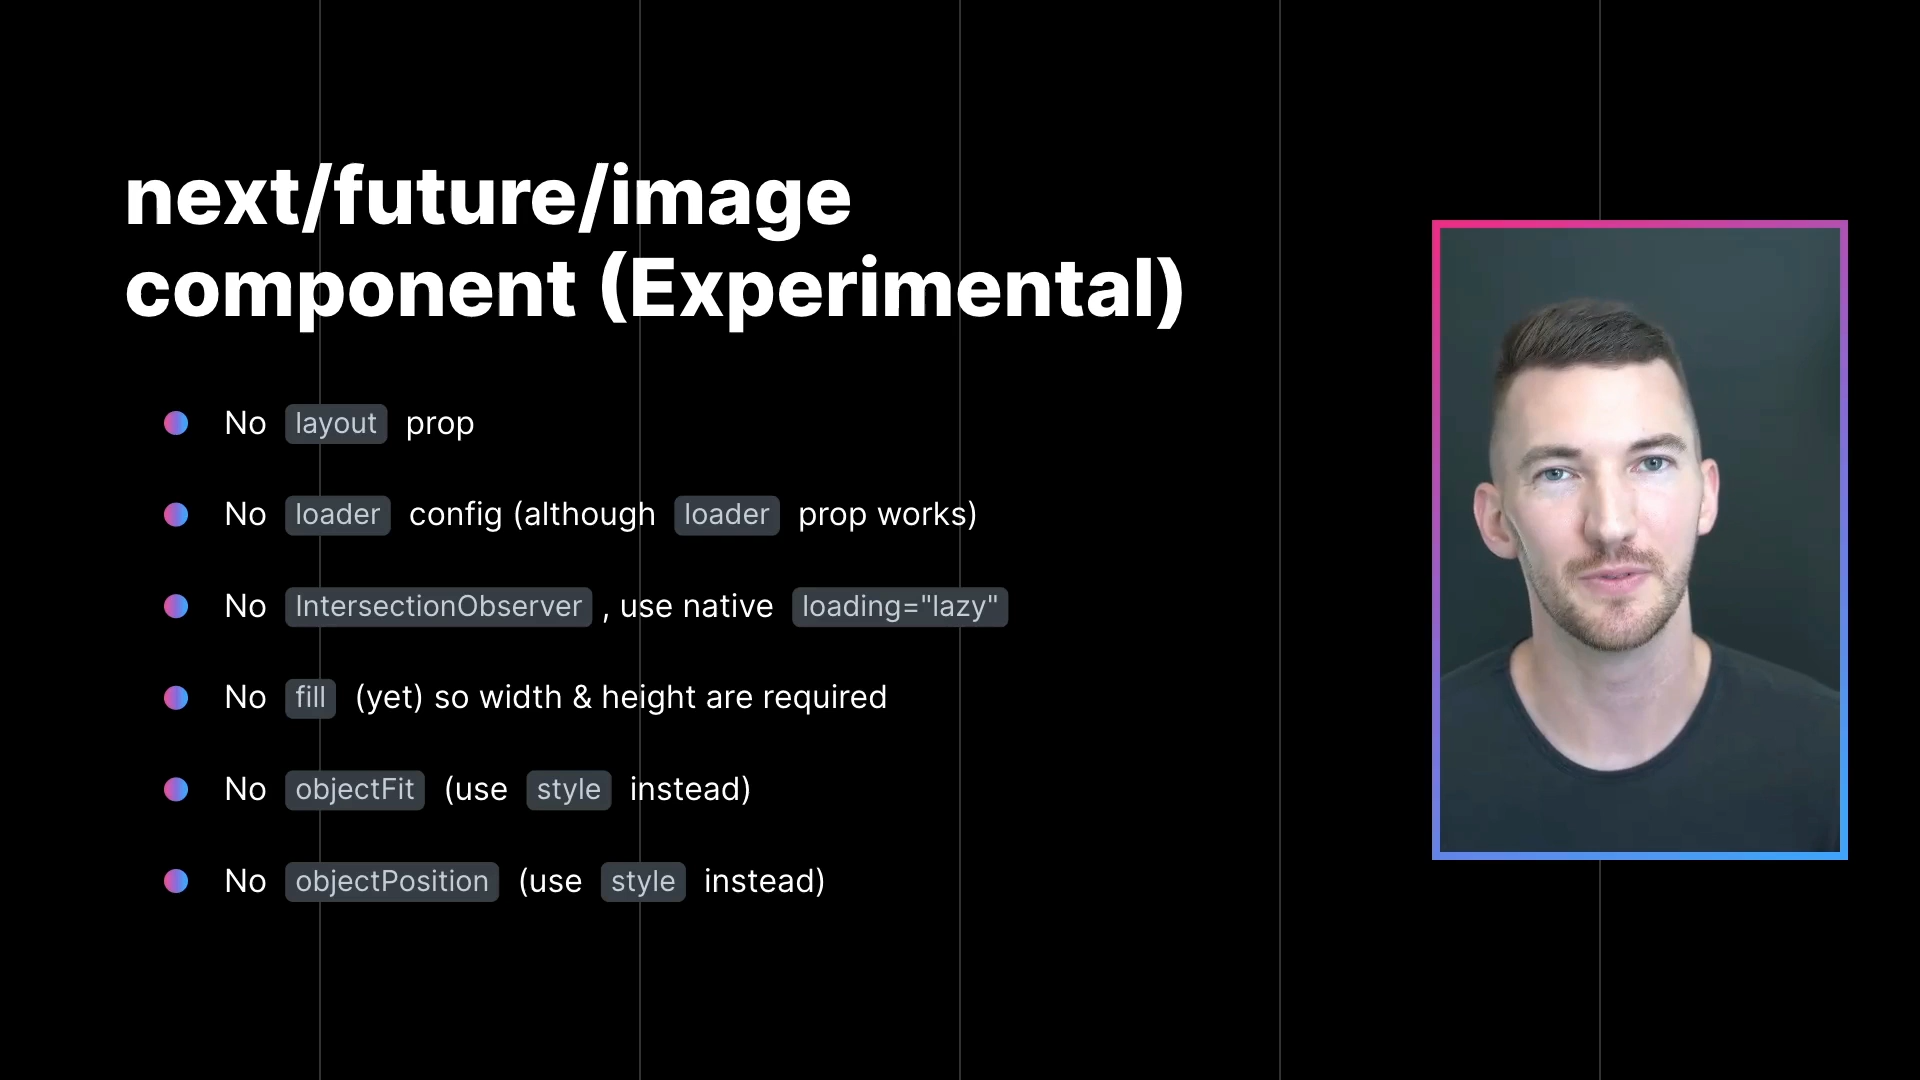 next/future/image
component (Experimental)
No layout prop
No loader config (although loader prop works)
No IntersectionObserver , use native loading="lazy"
No fill (yet) so width & height are required
No objectFit (use style instead)
No objectPosition (use style instead)